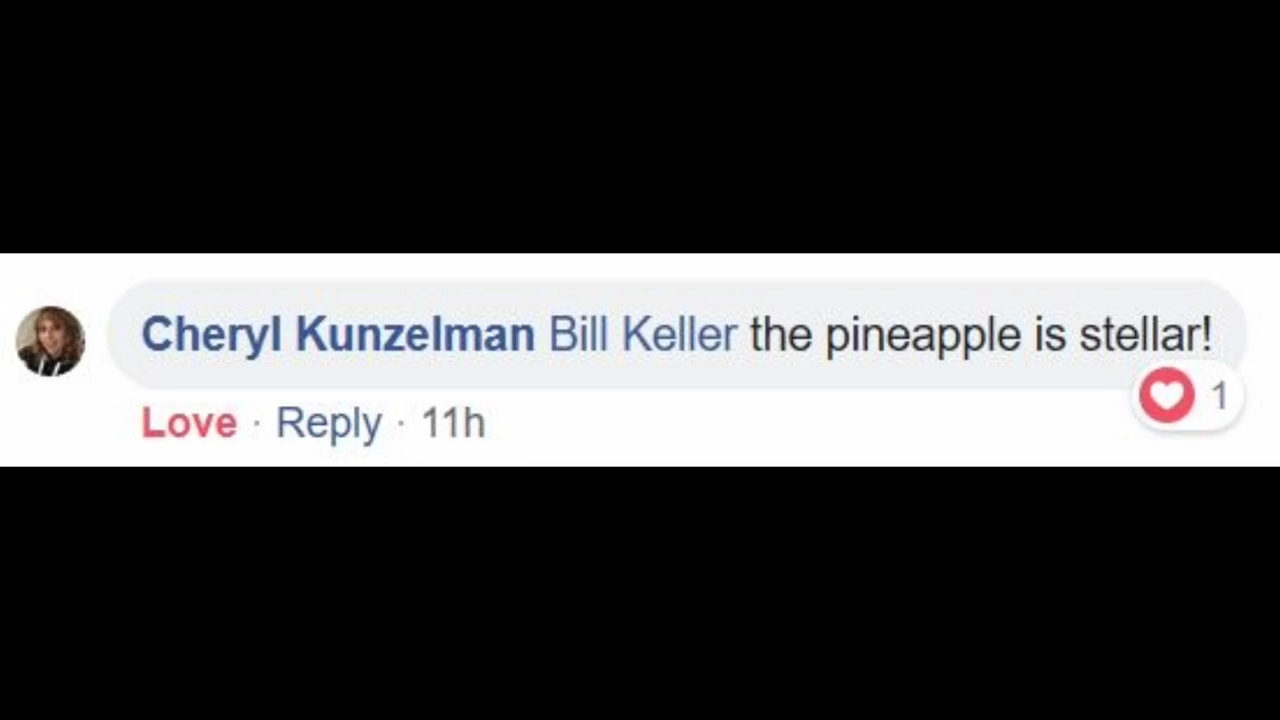 Cheryl Kunzelman Bill Keller the pineapple is stellar!
1
Love · Reply · 11h